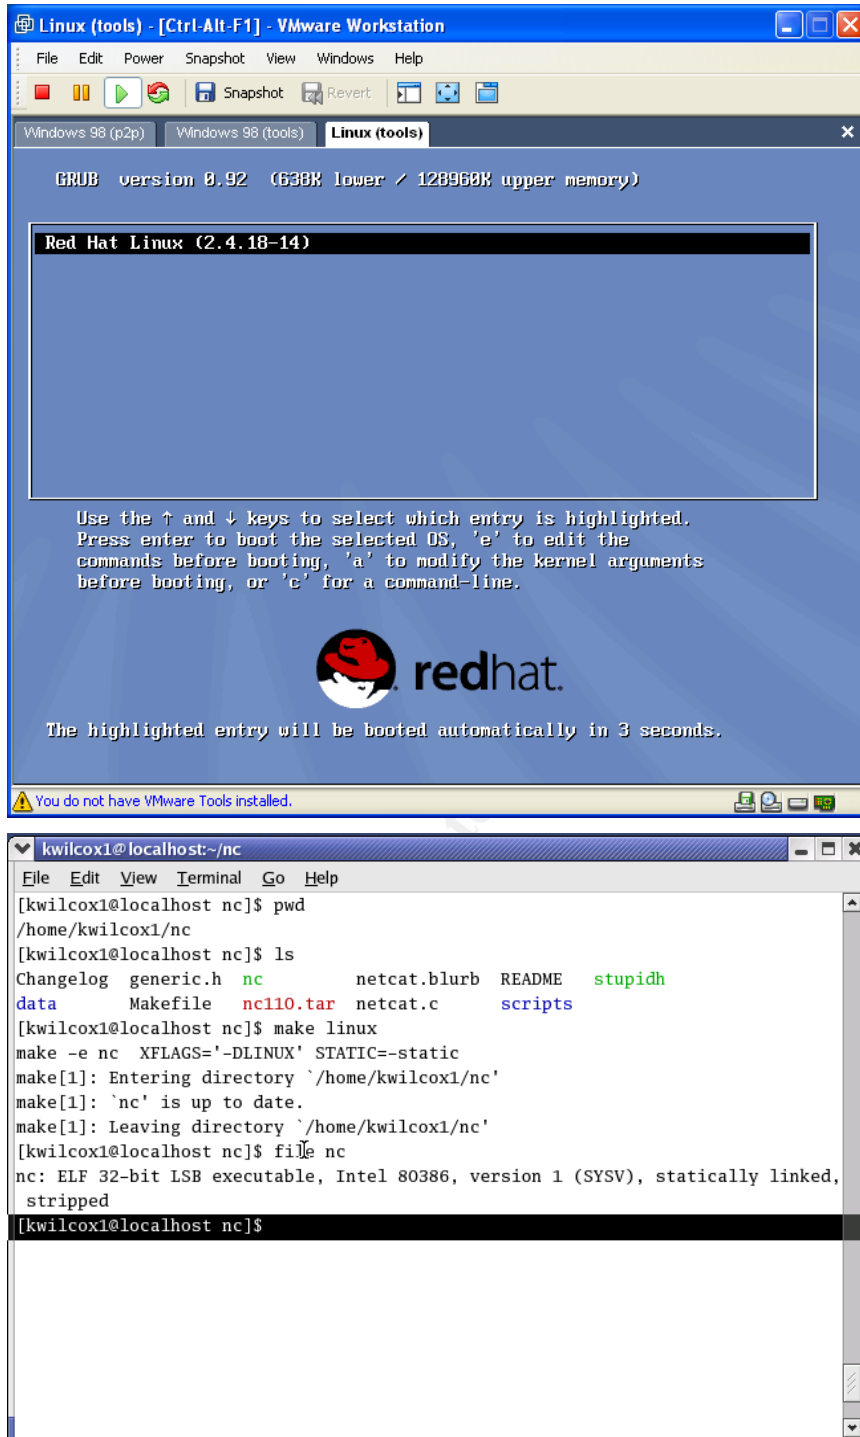 Linux (tools) - [Ctrl-Alt-F1] - VMware Workstation
File Edit Power Snapshot View Windows Help
Snapshot Revert
Windows 98 (p2p) Windows 98 (tools) Linux (tools)
GRUB version 0.92 (638K lower / 128960K upper memory)
Red Hat Linux (2.4.18-14)
Use the ↑ and ↓ keys to select which entry is highlighted.
Press enter to boot the selected OS, 'e' to edit the
commands before booting, 'a' to modify the kernel arguments
before booting, or 'c' for a command-line.
redhat.
The highlighted entry will be booted automatically in 3 seconds.
You do not have VMware Tools installed.
kwilcox1@localhost:~/nc
File Edit View Terminal Go Help
[kwilcox1@localhost nc]$ pwd
/home/kwilcox1/nc
[kwilcox1@localhost nc]$ ls
Changelog generic.h nc netcat.blurb README stupidh
data Makefile nc110.tar netcat.c scripts
[kwilcox1@localhost nc]$ make linux
make -e nc XFLAGS='-DLINUX' STATIC=-static
make[1]: Entering directory `/home/kwilcox1/nc'
make[1]: `nc' is up to date.
make[1]: Leaving directory `/home/kwilcox1/nc'
[kwilcox1@localhost nc]$ file nc
nc: ELF 32-bit LSB executable, Intel 80386, version 1 (SYSV), statically linked,
stripped
[kwilcox1@localhost nc]$